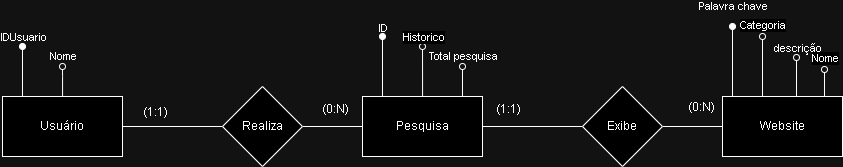 Palavra chave
Categoria
ID
Historico
IDUsuario
descrição
Nome
Total pesquisa
Nome
(1:1)
(0:N)
(1:1)
(0:N)
Usuário
Realiza
Pesquisa
Exibe
Website